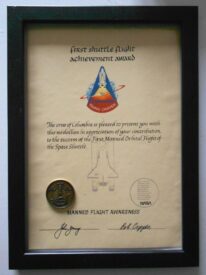 first shuttle flight
achievement award
The crew of Columbia is pleased to present you with
this medallion in appreciation of your contribution
to the success of the First Manned Orbital Flight of
the Space Shuttle.
NASA
MANNED FLIGHT AWARENESS